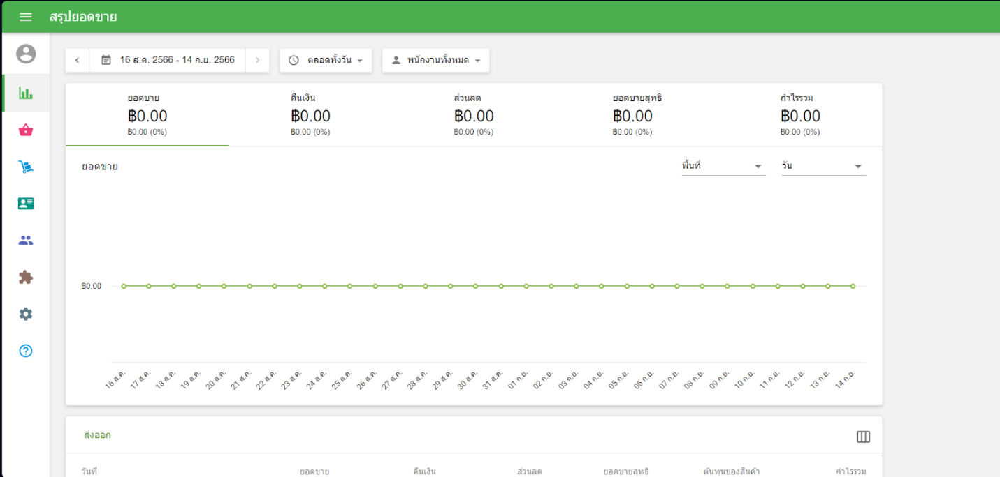 สรุปยอดขาย
16 ส.ค. 2566 - 14 ก.ย. 2566 ตลอดทั้งวัน พนักงานทั้งหมด
ยอดขาย คืนเงิน ส่วนลด ยอดขายสุทธิ กำไรรวม
฿0.00 ฿0.00 ฿0.00 ฿0.00 ฿0.00
฿0.00 (0%) ฿0.00 (0%) ฿0.00 (0%) ฿0.00 (0%) ฿0.00 (0%)
ยอดขาย พื้นที่ วัน
฿0.00
16 ส.ค. 17 ส.ค. 18 ส.ค. 19 ส.ค. 20 ส.ค. 21 ส.ค. 22 ส.ค. 23 ส.ค. 24 ส.ค. 25 ส.ค. 26 ส.ค. 27 ส.ค. 28 ส.ค. 29 ส.ค. 30 ส.ค. 31 ส.ค. 01 ก.ย. 02 ก.ย. 03 ก.ย. 04 ก.ย. 05 ก.ย. 06 ก.ย. 07 ก.ย. 08 ก.ย. 09 ก.ย. 10 ก.ย. 11 ก.ย. 12 ก.ย. 13 ก.ย. 14 ก.ย.
ส่งออก
วันที่ ยอดขาย คืนเงิน ส่วนลด ยอดขายสุทธิ ต้นทุนของสินค้า กำไรรวม